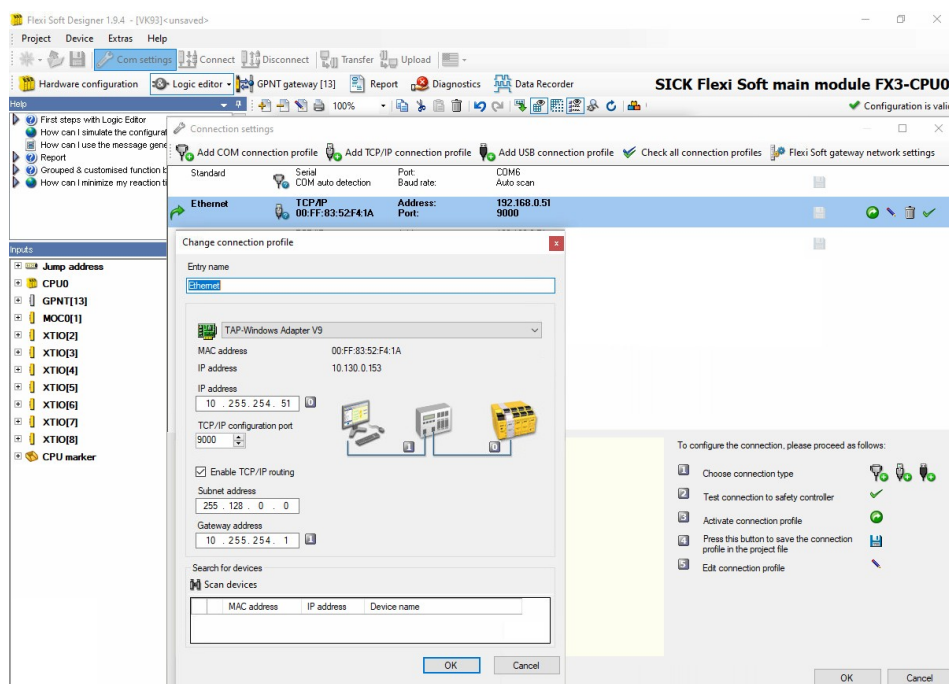 Flexi Soft Designer 1.9.4 - [VK93]<unsaved>
Project Device Extras Help
Com settings Connect Disconnect Transfer Upload
Hardware configuration Logic editor GPNT gateway [13] Report Diagnostics Data Recorder SICK Flexi Soft main module FX3-CPU0
Help 100% Configuration is vali
First steps with Logic Editor
How can I simulate the configurat
How can I use the message gene
Report
Grouped & customised function b
How can I minimize my reaction ti
Connection settings
Add COM connection profile Add TCP/IP connection profile Add USB connection profile Check all connection profiles Flexi Soft gateway network settings
Standard Serial Port: COM6
COM auto detection Baud rate: Auto scan
Ethernet TCP/IP Address: 192.168.0.51
00:FF:83:52:F4:1A Port: 9000
Inputs
Jump address
CPU0
GPNT[13]
MOC0[1]
XTIO[2]
XTIO[3]
XTIO[4]
XTIO[5]
XTIO[6]
XTIO[7]
XTIO[8]
CPU marker
Change connection profile x
Entry name
Ethernet
TAP-Windows Adapter V9
MAC address 00:FF:83:52:F4:1A
IP address 10.130.0.153
IP address
10 . 255.254 . 51 0
TCP/IP configuration port
9000
1 0
Enable TCP/IP routing
Subnet address
255 . 128 . 0 . 0
Gateway address
10 . 255.254 . 1 1
Search for devices
Scan devices
MAC address IP address Device name
OK Cancel
To configure the connection, please proceed as follows:
1 Choose connection type
2 Test connection to safety controller
3 Activate connection profile
4 Press this button to save the connection
profile in the project file
5 Edit connection profile
OK Cancel